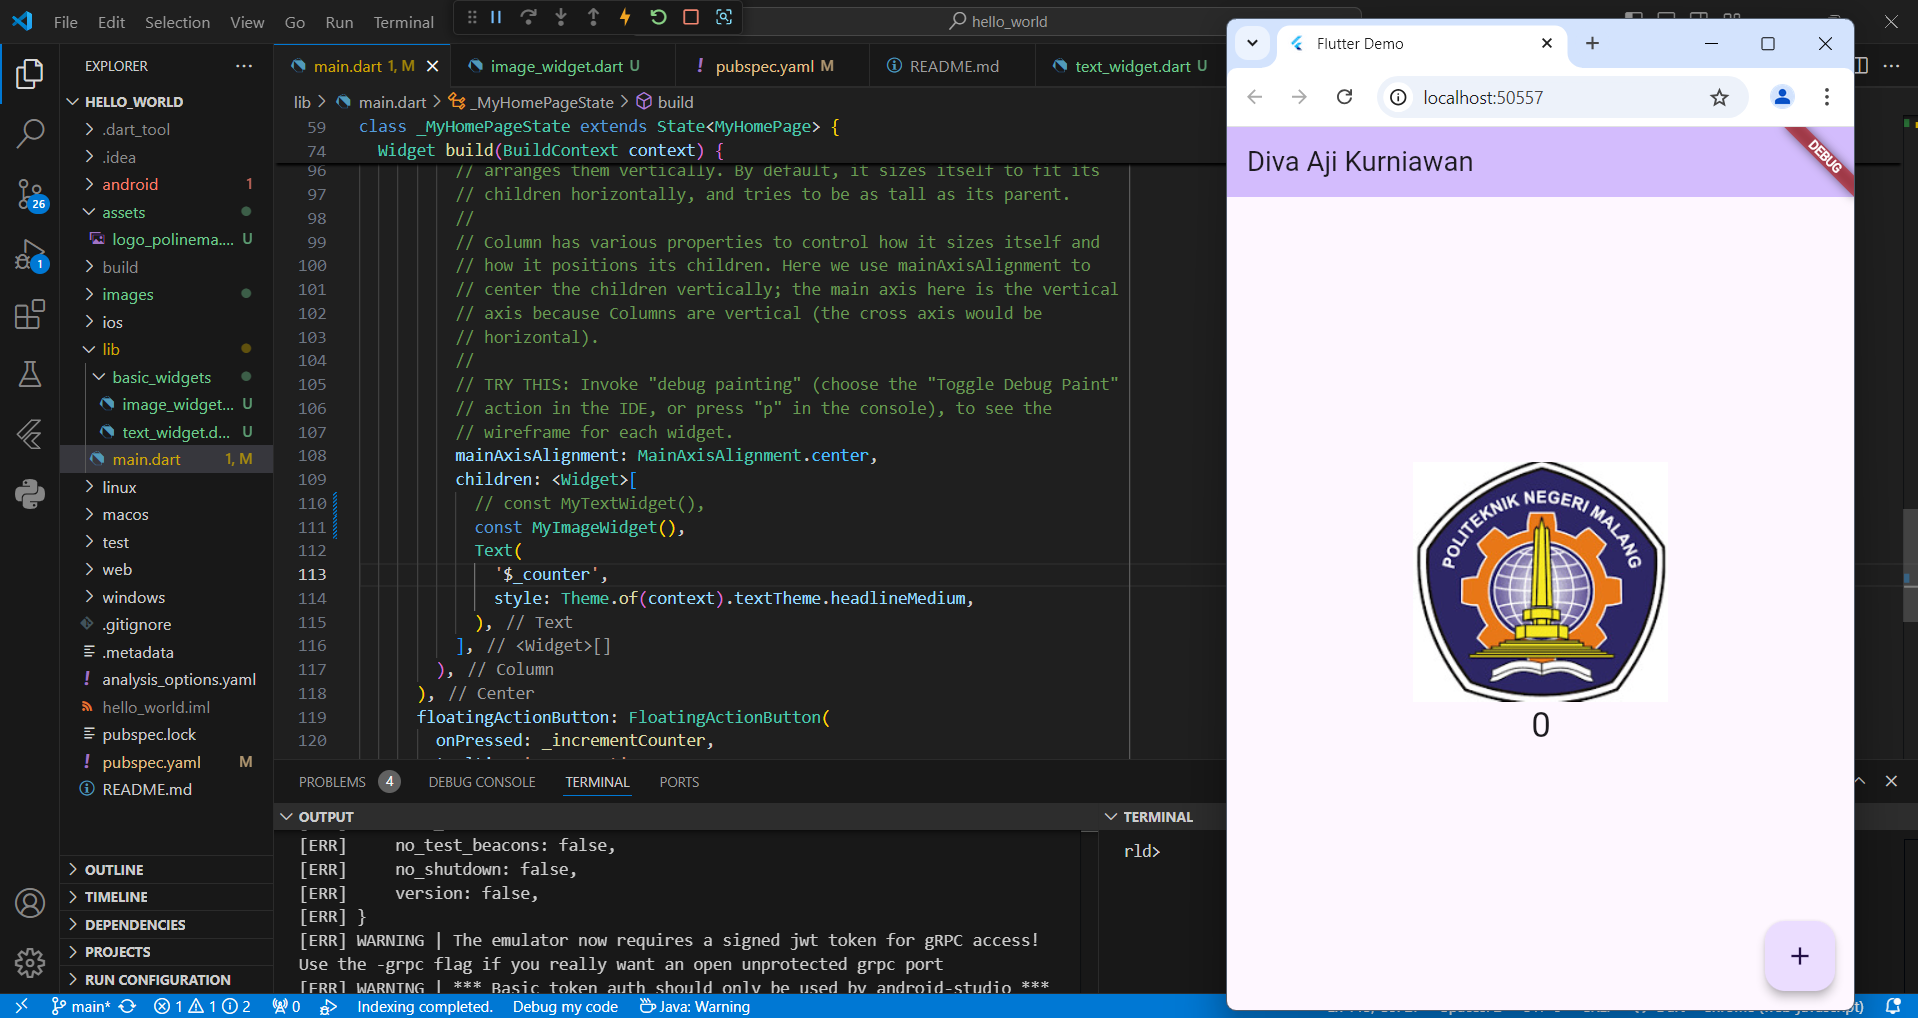 File Edit Selection View Go Run Terminal
hello_world
EXPLORER
HELLO_WORLD
.dart_tool
.idea
android 1
assets
logo_polinema.... U
build
images
ios
lib
basic_widgets
image_widget... U
text_widget.d... U
main.dart 1, M
linux
macos
test
web
windows
.gitignore
.metadata
analysis_options.yaml
hello_world.iml
pubspec.lock
pubspec.yaml M
README.md
OUTLINE
TIMELINE
DEPENDENCIES
PROJECTS
RUN CONFIGURATION
26
1
main.dart 1, M
image_widget.dart U
pubspec.yaml M
README.md
text_widget.dart U
lib > main.dart > _MyHomePageState > build
59 class _MyHomePageState extends State<MyHomePage> {
74 Widget build(BuildContext context) {
96 // arranges them vertically. By default, it sizes itself to fit its
97 // children horizontally, and tries to be as tall as its parent.
98 //
99 // Column has various properties to control how it sizes itself and
100 // how it positions its children. Here we use mainAxisAlignment to
101 // center the children vertically; the main axis here is the vertical
102 // axis because Columns are vertical (the cross axis would be
103 // horizontal).
104 //
105 // TRY THIS: Invoke "debug painting" (choose the "Toggle Debug Paint"
106 // action in the IDE, or press "p" in the console), to see the
107 // wireframe for each widget.
108 mainAxisAlignment: MainAxisAlignment.center,
109 children: <Widget>[
110 // const MyTextWidget(),
111 const MyImageWidget(),
112 Text(
113 '$_counter',
114 style: Theme.of(context).textTheme.headlineMedium,
115 ), // Text
116 ], // <Widget>[]
117 ), // Column
118 ), // Center
119 floatingActionButton: FloatingActionButton(
120 onPressed: _incrementCounter,
PROBLEMS 4 DEBUG CONSOLE TERMINAL PORTS
OUTPUT
[ERR] no_test_beacons: false,
[ERR] no_shutdown: false,
[ERR] version: false,
[ERR] }
[ERR] WARNING | The emulator now requires a signed jwt token for gRPC access!
Use the -grpc flag if you really want an open unprotected grpc port
[ERR] WARNING | *** Basic token auth should only be used by android-studio ***
TERMINAL
rld>
main* 1 1 2 0 Indexing completed. Debug my code Java: Warning
Flutter Demo
localhost:50557
Diva Aji Kurniawan
DEBUG
POLITEKNIK NEGERI MALANG
0
+